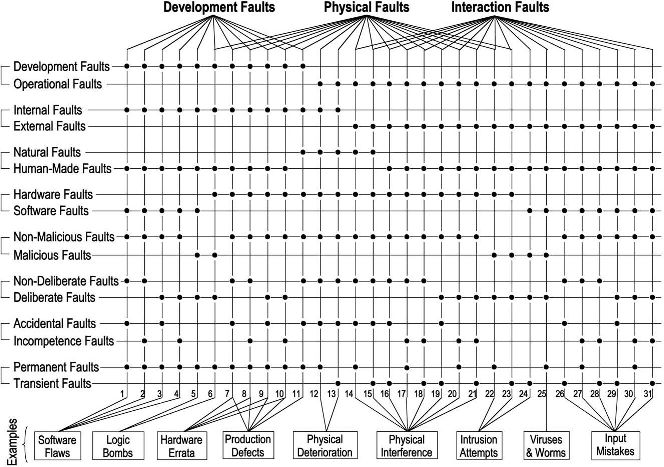 Development Faults Physical Faults Interaction Faults
Development Faults
Operational Faults
Internal Faults
External Faults
Natural Faults
Human-Made Faults
Hardware Faults
Software Faults
Non-Malicious Faults
Malicious Faults
Non-Deliberate Faults
Deliberate Faults
Accidental Faults
Incompetence Faults
Permanent Faults
Transient Faults
1 2 3 4 5 6 7 8 9 10 11 12 13 14 15 16 17 18 19 20 21 22 23 24 25 26 27 28 29 30 31
Examples
Software Logic Hardware Production Physical Physical Intrusion Viruses Input
Flaws Bombs Errata Defects Deterioration Interference Attempts & Worms Mistakes